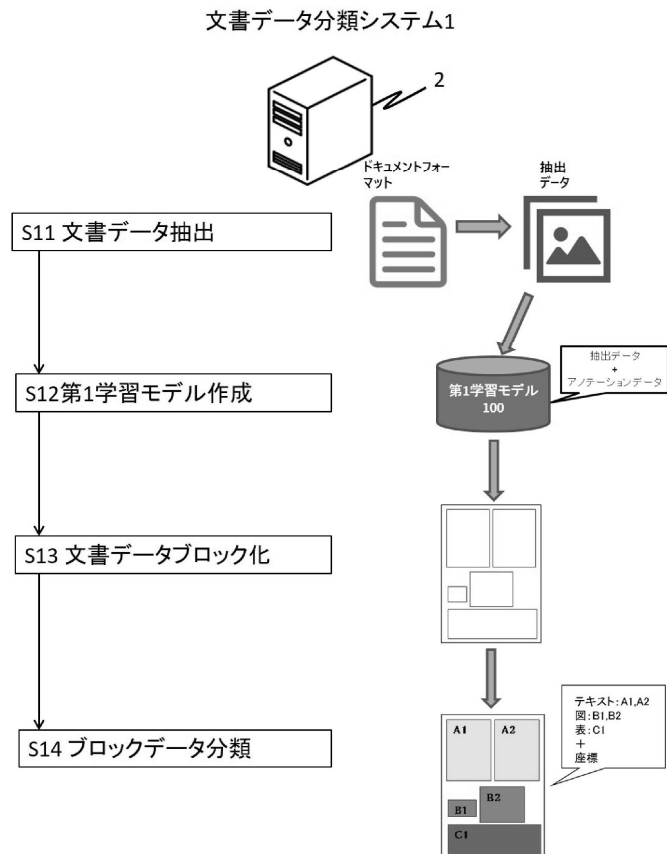 文書データ分類システム1
2
ドキュメントフォー
マット
抽出
データ
S11 文書データ抽出
S12第1学習モデル作成
第1学習モデル
100
抽出データ
+
アノテーションデータ
S13 文書データブロック化
S14 ブロックデータ分類
A1
A2
B1
B2
C1
テキスト:A1,A2
図:B1,B2
表:C1
+
座標